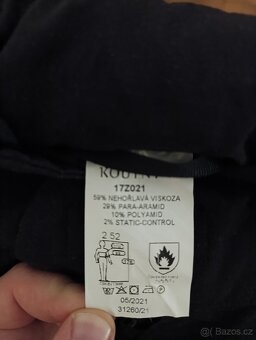 KOUTNÝ
17Z021
59% NEHOŘLAVÁ VISKOZA
29% PARA-ARAMID
10% POLYAMID
2% STATIC-CONTROL
2 52
05/2021
31260/21
Bazos.cz